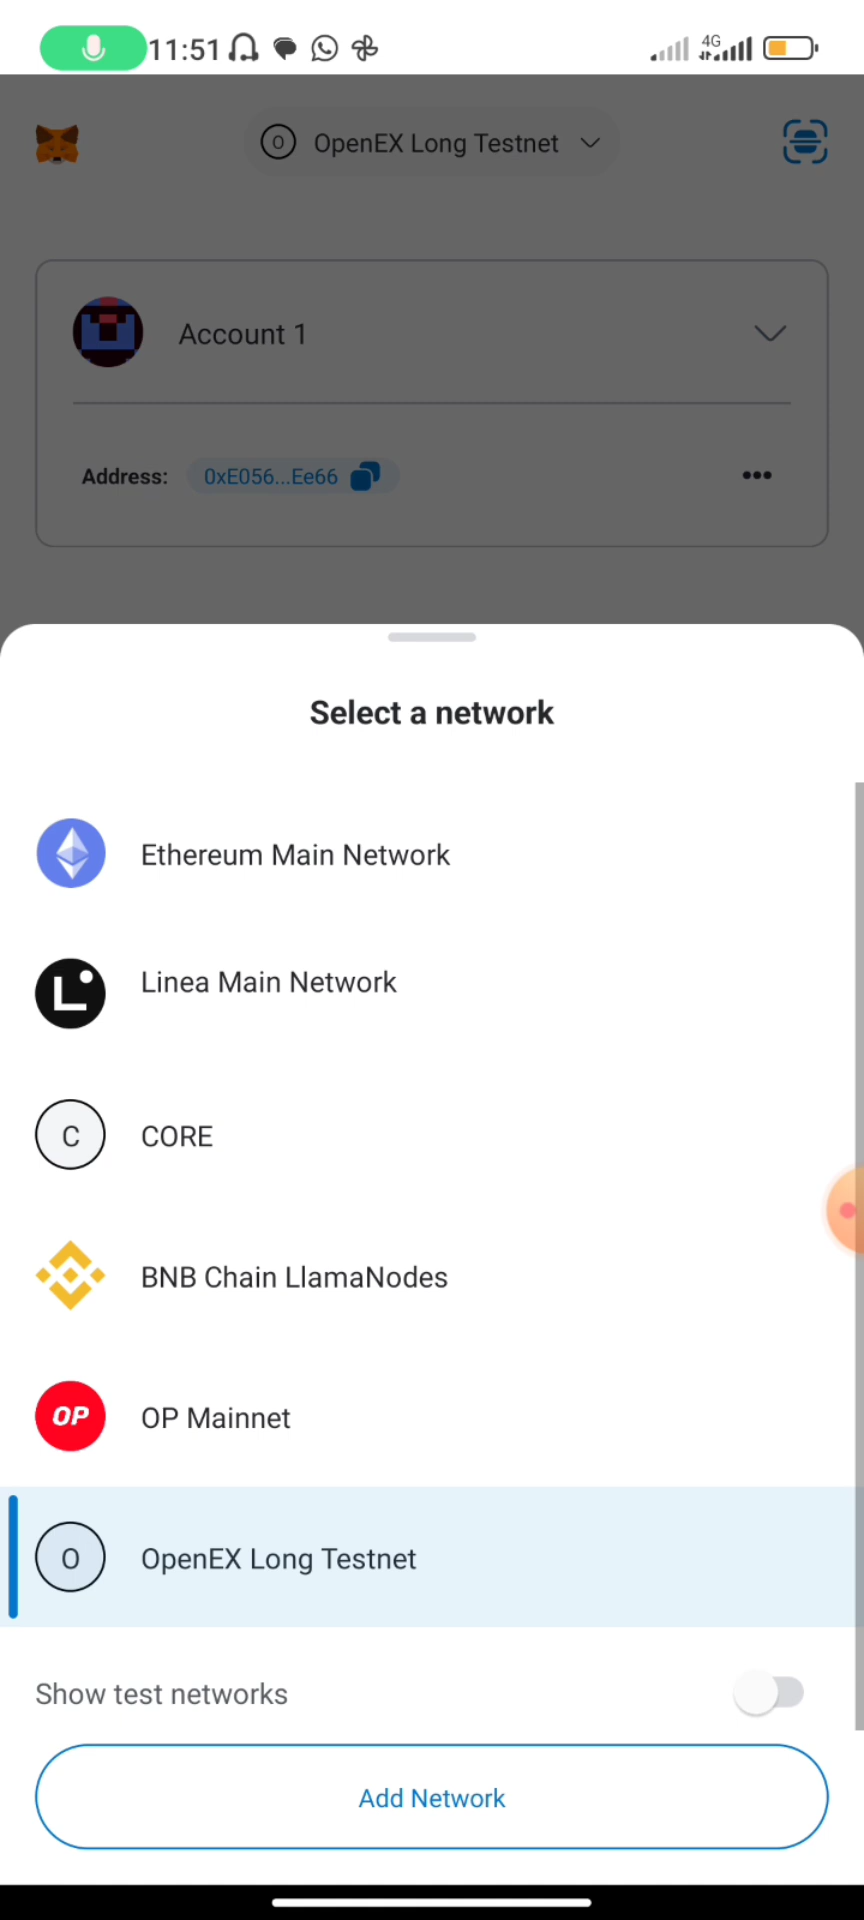 11:51
4G
O OpenEX Long Testnet
Account 1
Address: 0xE056...Ee66
Select a network
Ethereum Main Network
L Linea Main Network
C CORE
BNB Chain LlamaNodes
OP OP Mainnet
O OpenEX Long Testnet
Show test networks
Add Network